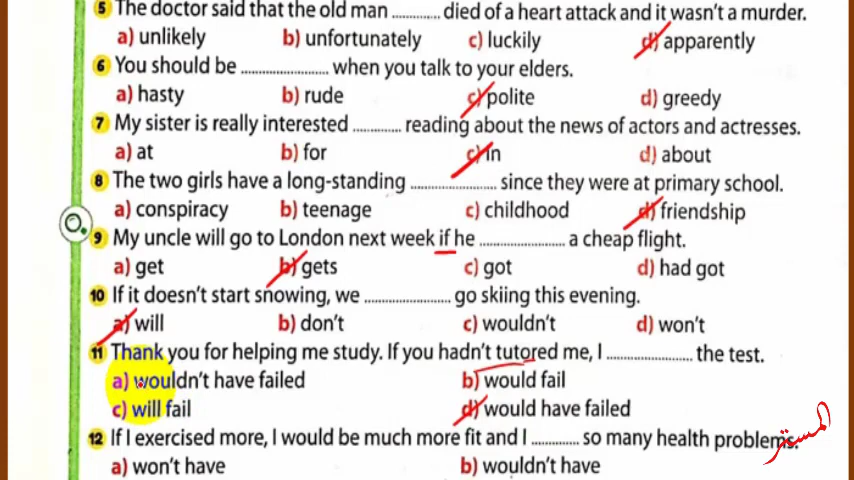 5 The doctor said that the old man ............ died of a heart attack and it wasn't a murder.
a) unlikely b) unfortunately c) luckily d) apparently
6 You should be ...................... when you talk to your elders.
a) hasty b) rude c) polite d) greedy
7 My sister is really interested ............ reading about the news of actors and actresses.
a) at b) for c) in d) about
8 The two girls have a long-standing ...................... since they were at primary school.
a) conspiracy b) teenage c) childhood d) friendship
9 My uncle will go to London next week if he ...................... a cheap flight.
a) get b) gets c) got d) had got
10 If it doesn't start snowing, we ...................... go skiing this evening.
a) will b) don't c) wouldn't d) won't
11 Thank you for helping me study. If you hadn't tutored me, I ...................... the test.
a) wouldn't have failed b) would fail
c) will fail d) would have failed
12 If I exercised more, I would be much more fit and I ............ so many health problems.
a) won't have b) wouldn't have
المستر